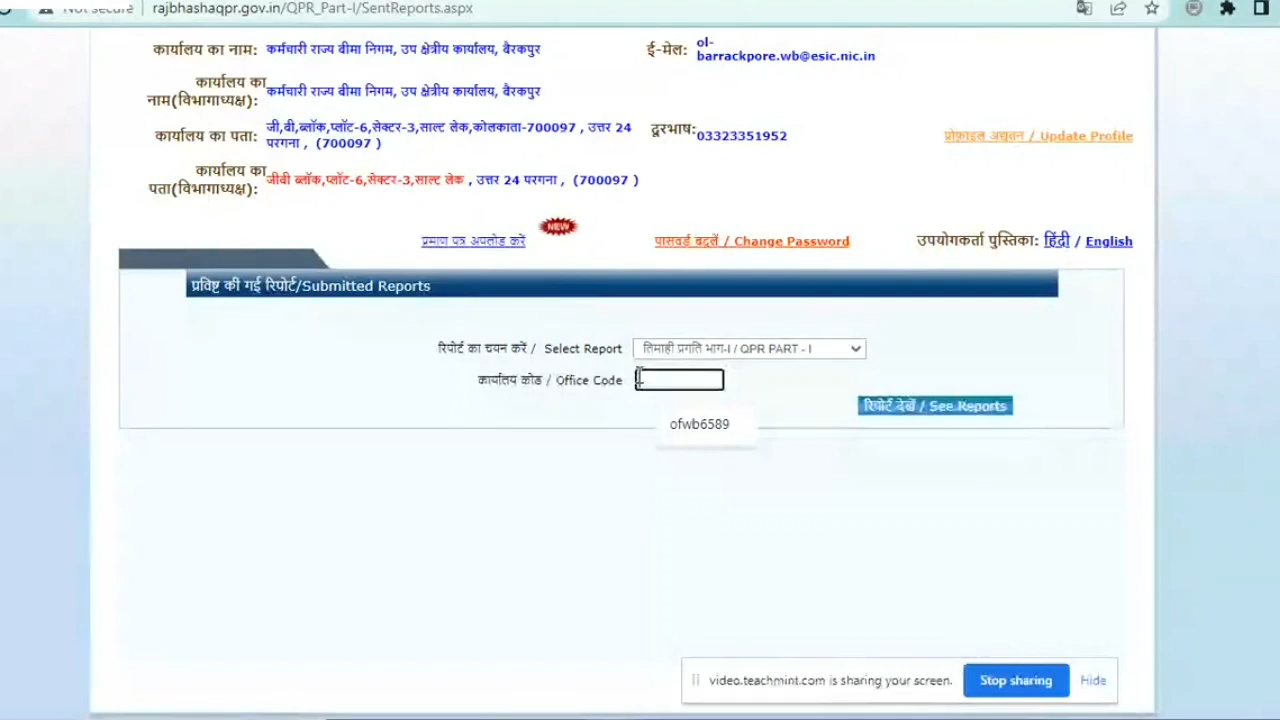 Not secure
rajbhashaqpr.gov.in/QPR_Part-I/SentReports.aspx
कार्यालय का नाम: कर्मचारी राज्य बीमा निगम, उप क्षेत्रीय कार्यालय, बैरकपुर
ई-मेल: ol-
barrackpore.wb@esic.nic.in
कार्यालय का
नाम(विभागाध्यक्ष): कर्मचारी राज्य बीमा निगम, उप क्षेत्रीय कार्यालय, बैरकपुर
कार्यालय का पता: जी,बी,ब्लॉक,प्लॉट-6,सेक्टर-3,साल्ट लेक,कोलकाता-700097 , उत्तर 24
परगना , (700097 )
दूरभाष: 03323351952
प्रोफ़ाइल अद्यतन / Update Profile
कार्यालय का
पता(विभागाध्यक्ष): जीबी ब्लॉक,प्लॉट-6,सेक्टर-3,साल्ट लेक , उत्तर 24 परगना , (700097 )
प्रमाण पत्र अपलोड करें NEW
पासवर्ड बदलें / Change Password
उपयोगकर्ता पुस्तिका: हिंदी / English
प्रविष्ट की गई रिपोर्ट/Submitted Reports
रिपोर्ट का चयन करें / Select Report तिमाही प्रगति भाग-I / QPR PART - I
कार्यालय कोड / Office Code
रिपोर्ट देखें / See Reports
ofwb6589
video.teachmint.com is sharing your screen. Stop sharing Hide